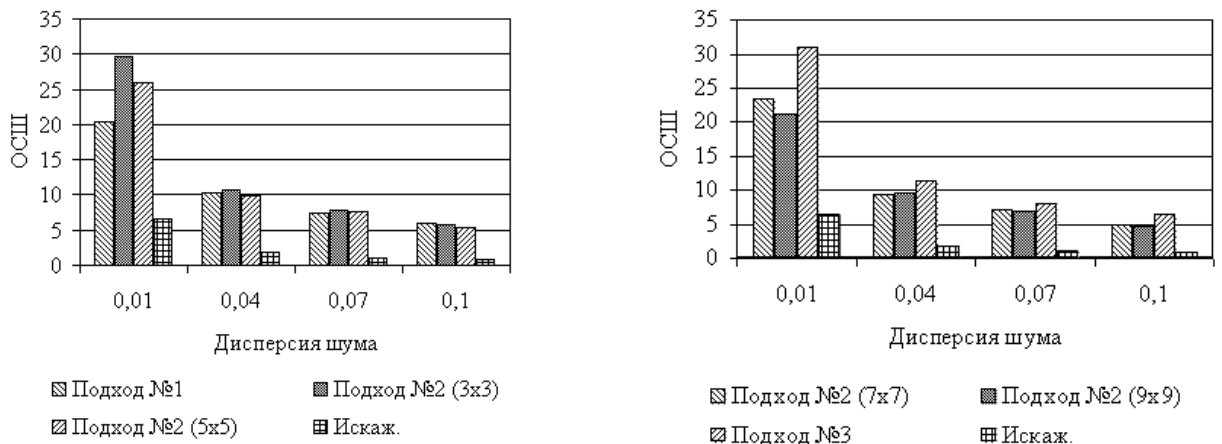 35
30
25
20
15
10
5
0
ОСШ
0,01 0,04 0,07 0,1
Дисперсия шума
Подход №1 Подход №2 (3x3)
Подход №2 (5x5) Искаж.
35
30
25
20
15
10
5
0
ОСШ
0,01 0,04 0,07 0,1
Дисперсия шума
Подход №2 (7x7) Подход №2 (9x9)
Подход №3 Искаж.